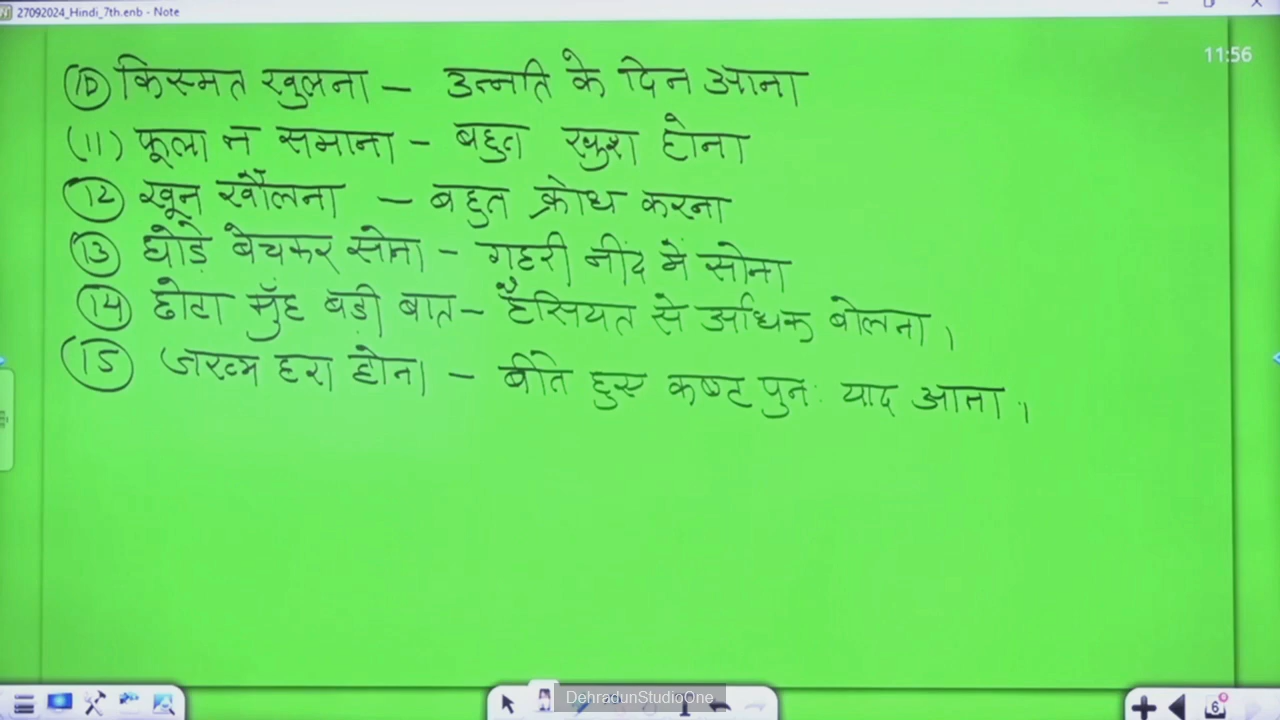 27092024_Hindi_7th.enb - Note
11:56
(10) किस्मत खुलना – उन्नति के दिन आना
(11) फूला न समाना – बहुत खुश होना
(12) खून खौलना – बहुत क्रोध करना
(13) घोड़े बेचकर सोना – गहरी नींद में सोना
(14) छोटा मुँह बड़ी बात – हैसियत से अधिक बोलना।
(15) जख्म हरा होना – बीते हुए कष्ट पुनः याद आना।
DehradunStudioOne
6